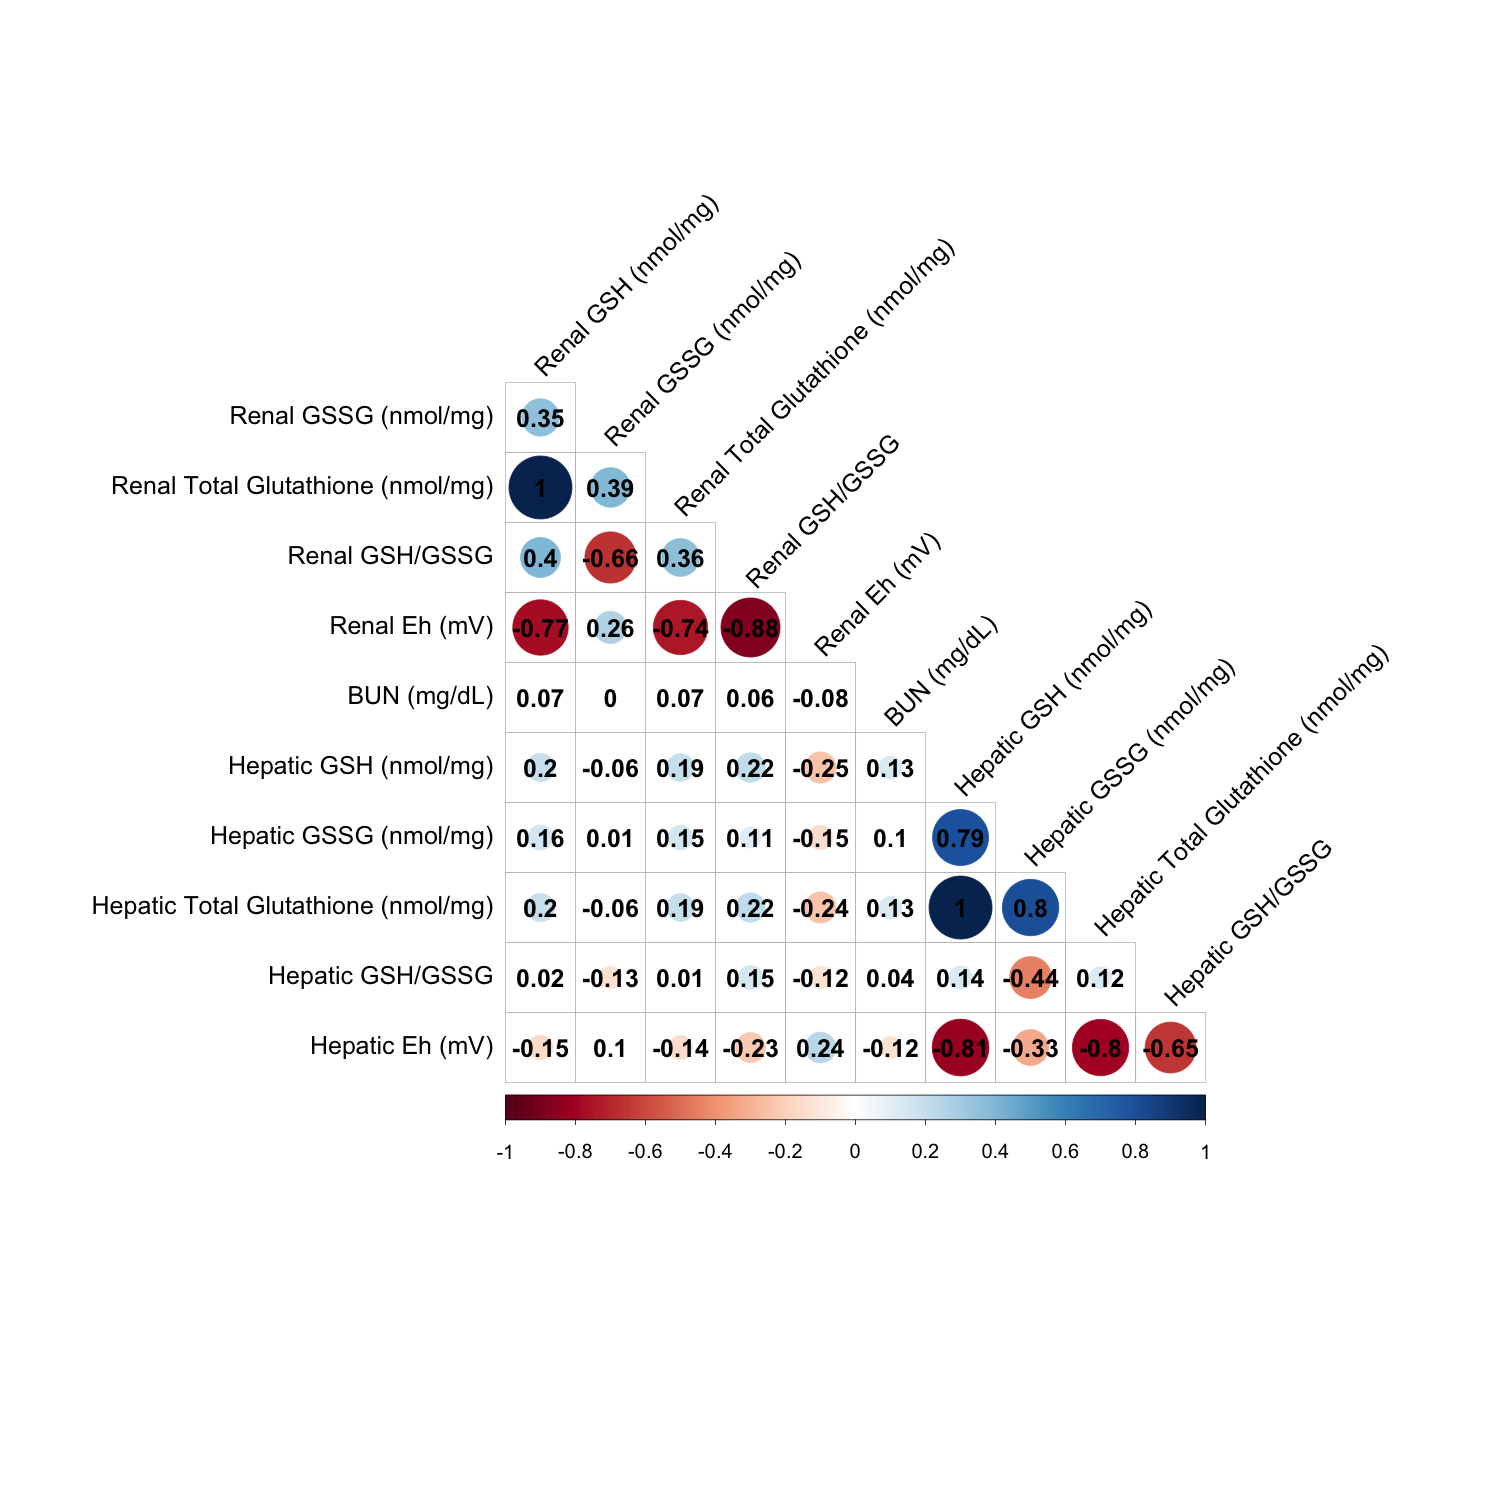 Renal GSH (nmol/mg)
Renal GSSG (nmol/mg)
Renal Total Glutathione (nmol/mg)
Renal GSH/GSSG
Renal Eh (mV)
BUN (mg/dL)
Hepatic GSH (nmol/mg)
Hepatic GSSG (nmol/mg)
Hepatic Total Glutathione (nmol/mg)
Hepatic GSH/GSSG
Renal GSSG (nmol/mg) 0.35
Renal Total Glutathione (nmol/mg) 1 0.39
Renal GSH/GSSG 0.4 -0.66 0.36
Renal Eh (mV) -0.77 0.26 -0.74 -0.88
BUN (mg/dL) 0.07 0 0.07 0.06 -0.08
Hepatic GSH (nmol/mg) 0.2 -0.06 0.19 0.22 -0.25 0.13
Hepatic GSSG (nmol/mg) 0.16 0.01 0.15 0.11 -0.15 0.1 0.79
Hepatic Total Glutathione (nmol/mg) 0.2 -0.06 0.19 0.22 -0.24 0.13 1 0.8
Hepatic GSH/GSSG 0.02 -0.13 0.01 0.15 -0.12 0.04 0.14 -0.44 0.12
Hepatic Eh (mV) -0.15 0.1 -0.14 -0.23 0.24 -0.12 -0.81 -0.33 -0.8 -0.65
-1 -0.8 -0.6 -0.4 -0.2 0 0.2 0.4 0.6 0.8 1